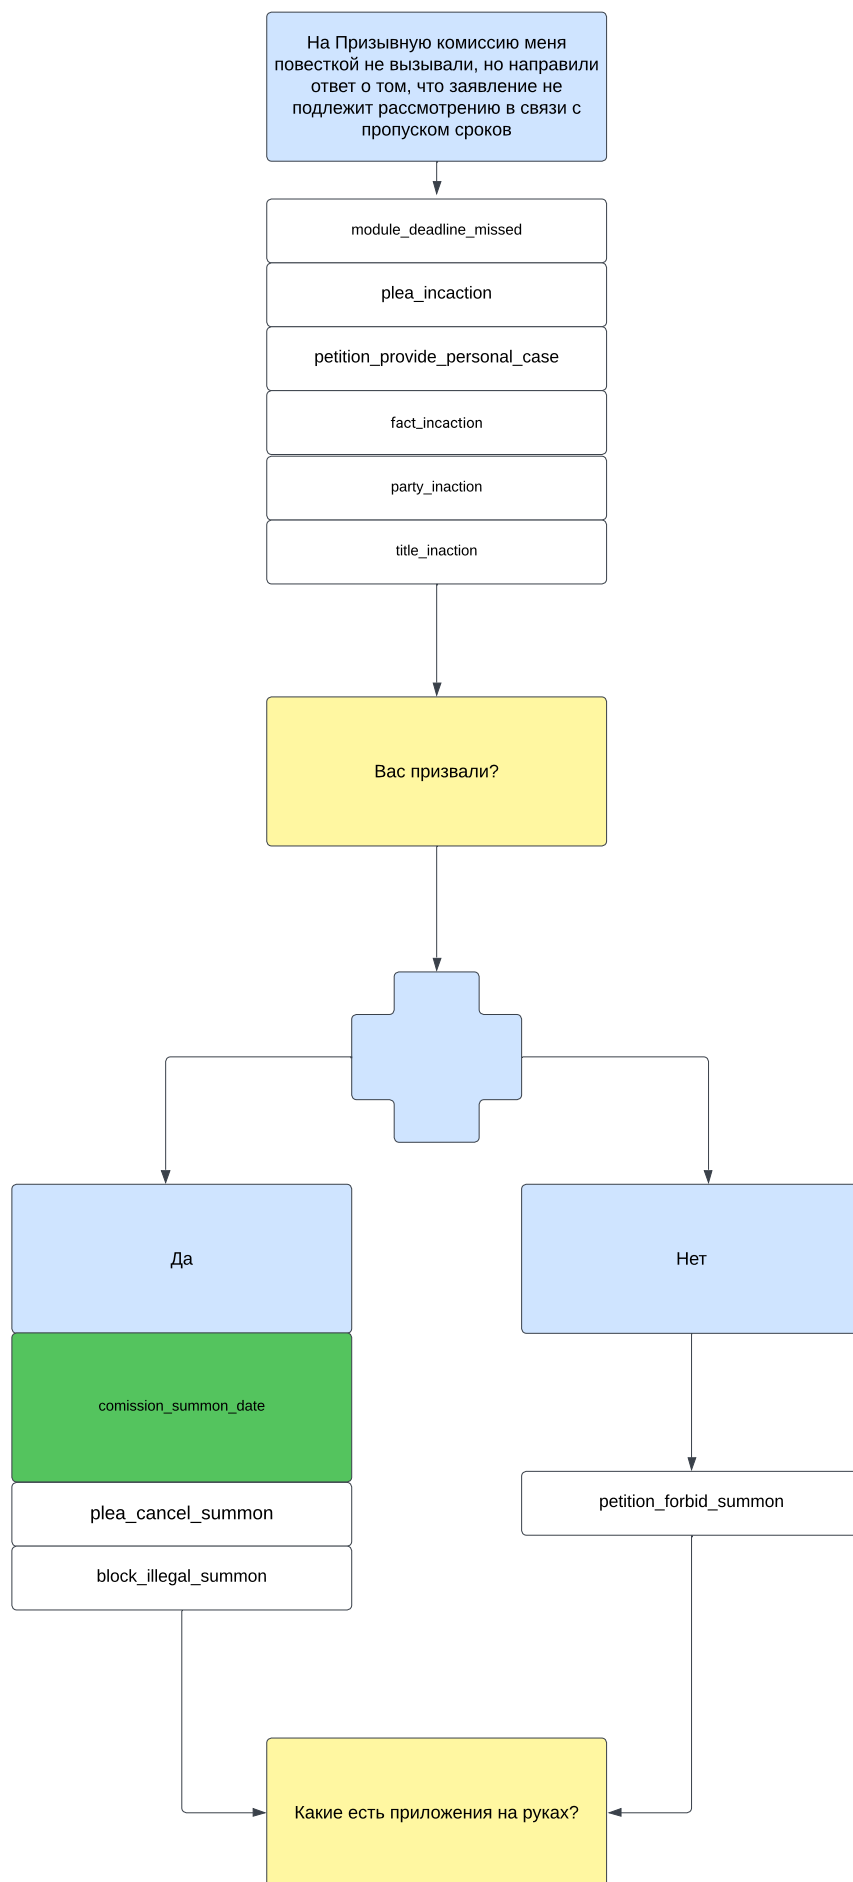 На Призывную комиссию меня
повесткой не вызывали, но направили
ответ о том, что заявление не
подлежит рассмотрению в связи с
пропуском сроков
module_deadline_missed
plea_incaction
petition_provide_personal_case
fact_incaction
party_inaction
title_inaction
Вас призвали?
Да
Нет
comission_summon_date
plea_cancel_summon
petition_forbid_summon
block_illegal_summon
Какие есть приложения на руках?